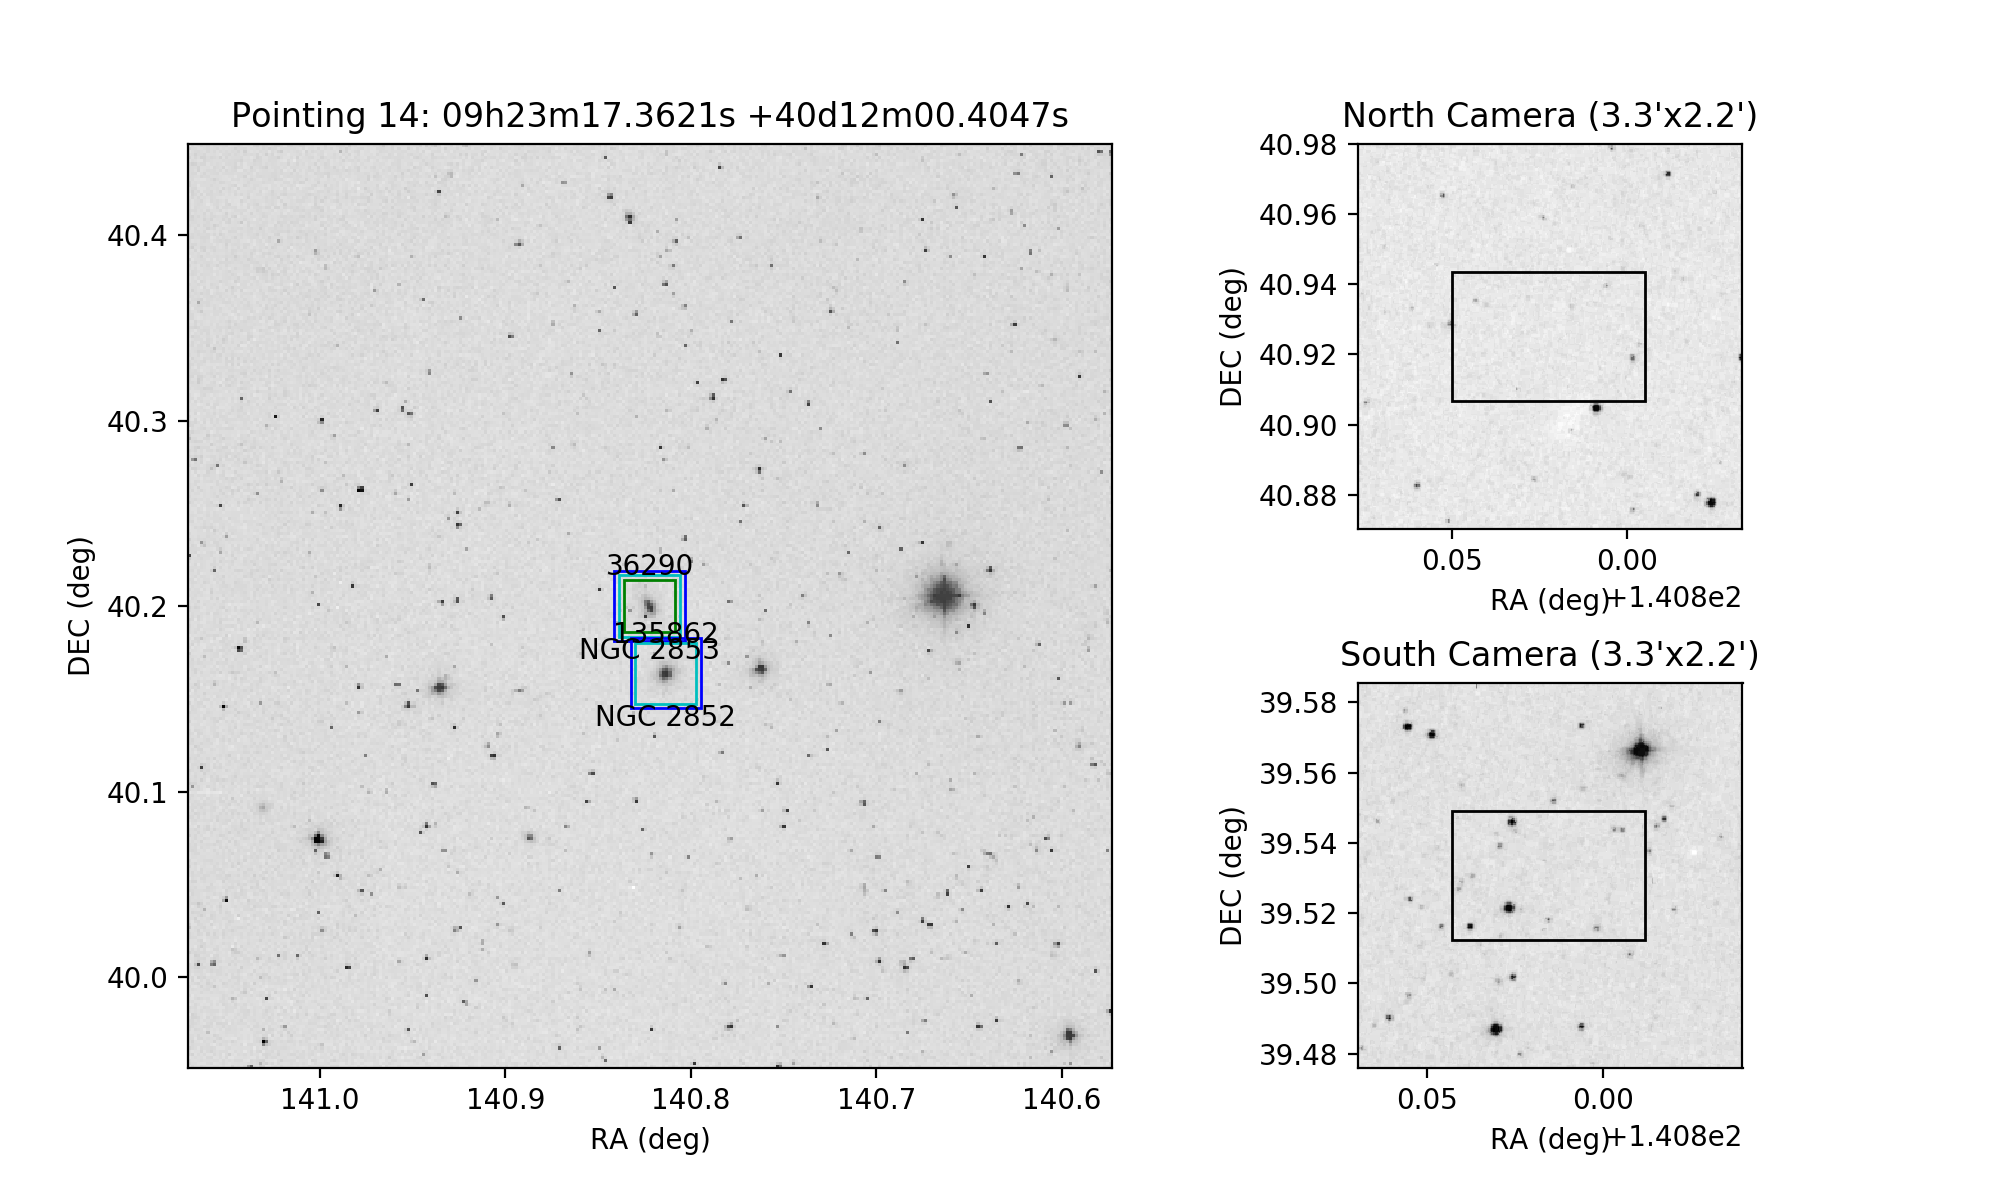 Pointing 14: 09h23m17.3621s +40d12m00.4047s
40.4
40.3
40.2
40.1
40.0
DEC (deg)
36290
135862
NGC 2853
NGC 2852
141.0
140.9
140.8
140.7
140.6
RA (deg)
North Camera (3.3'x2.2')
40.98
40.96
40.94
40.92
40.90
40.88
DEC (deg)
0.05
0.00
RA (deg)
+1.408e2
South Camera (3.3'x2.2')
39.58
39.56
39.54
39.52
39.50
39.48
DEC (deg)
0.05
0.00
RA (deg)
+1.408e2